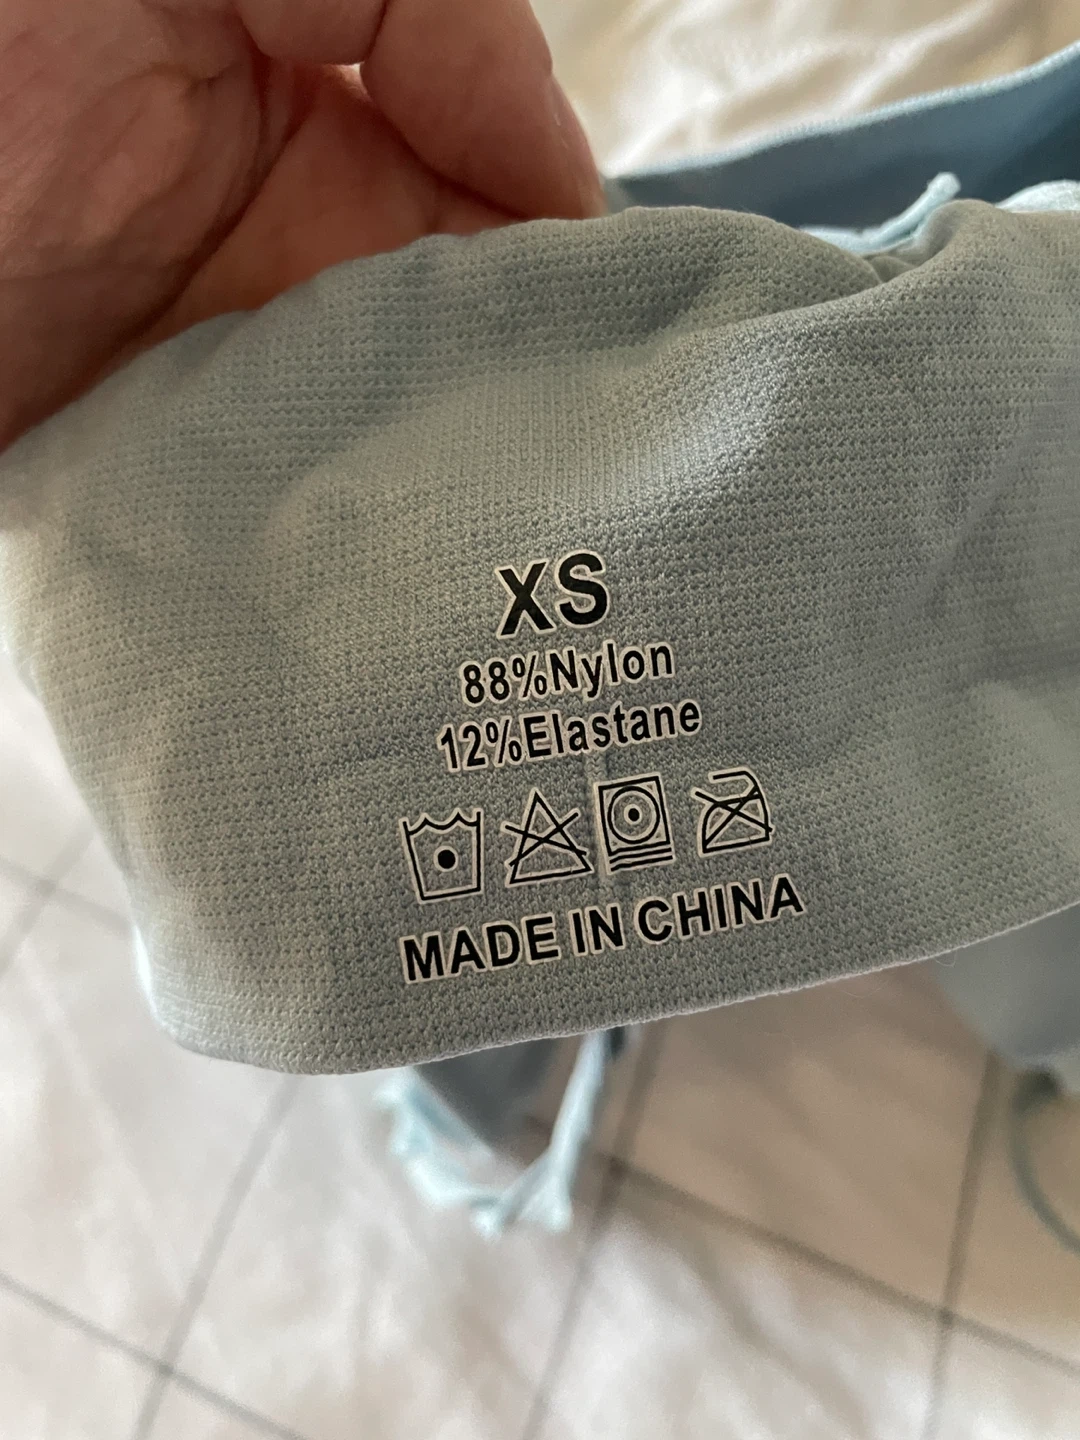 XS
88%Nylon
12%Elastane
MADE IN CHINA